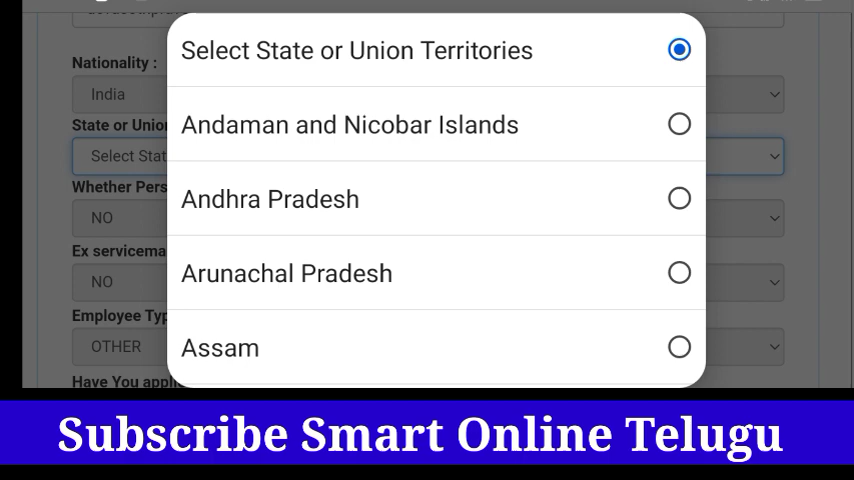 Select State or Union Territories
Andaman and Nicobar Islands
Andhra Pradesh
Arunachal Pradesh
Assam
Nationality :
India
State or Union
Select Stat
Whether Pers
NO
Ex servicema
NO
Employee Typ
OTHER
Have You appli
Subscribe Smart Online Telugu